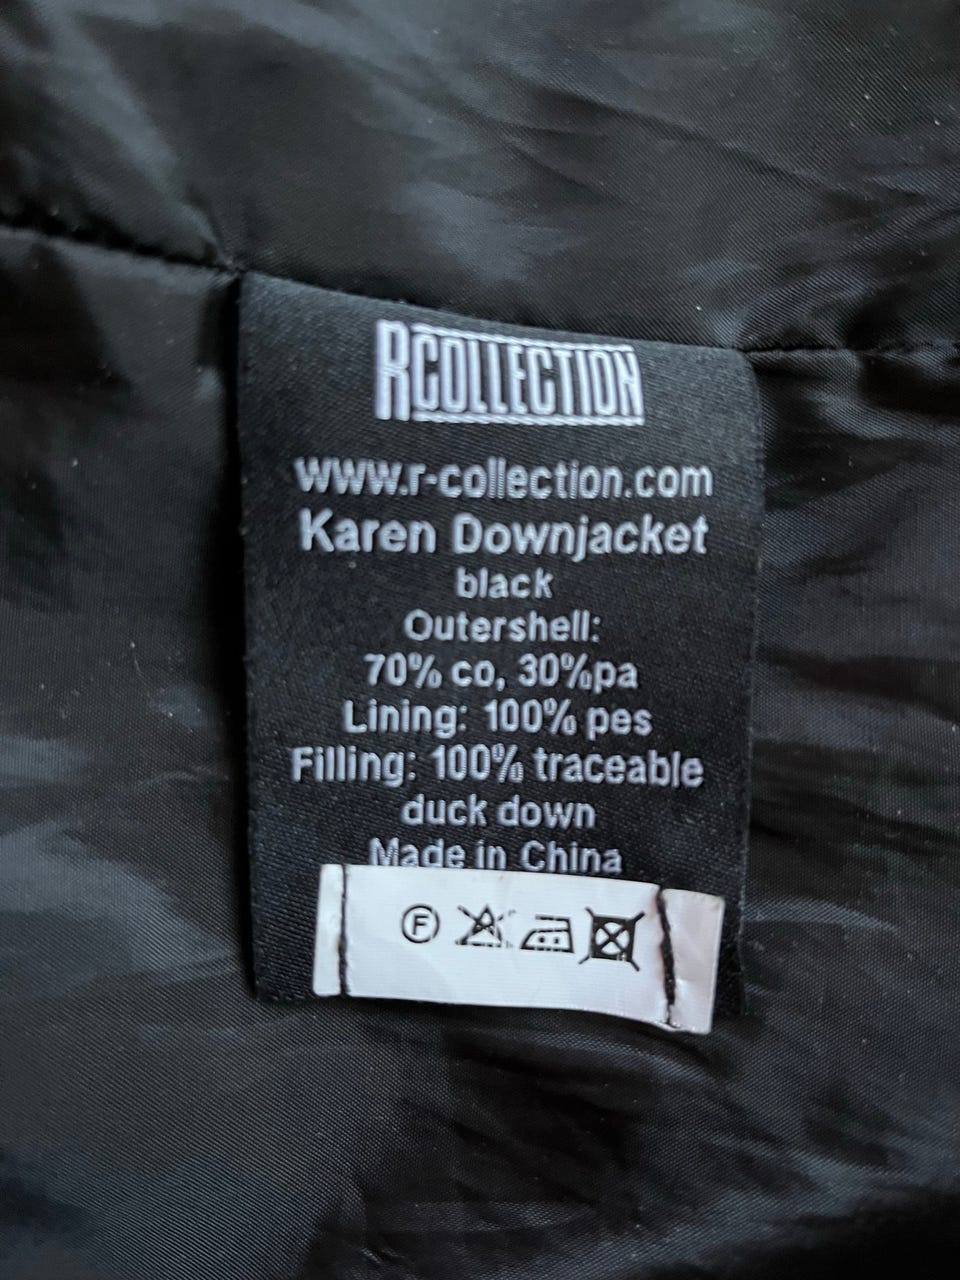 RCOLLECTION
www.r-collection.com
Karen Downjacket
black
Outershell:
70% co, 30%pa
Lining: 100% pes
Filling: 100% traceable
duck down
Made in China
F